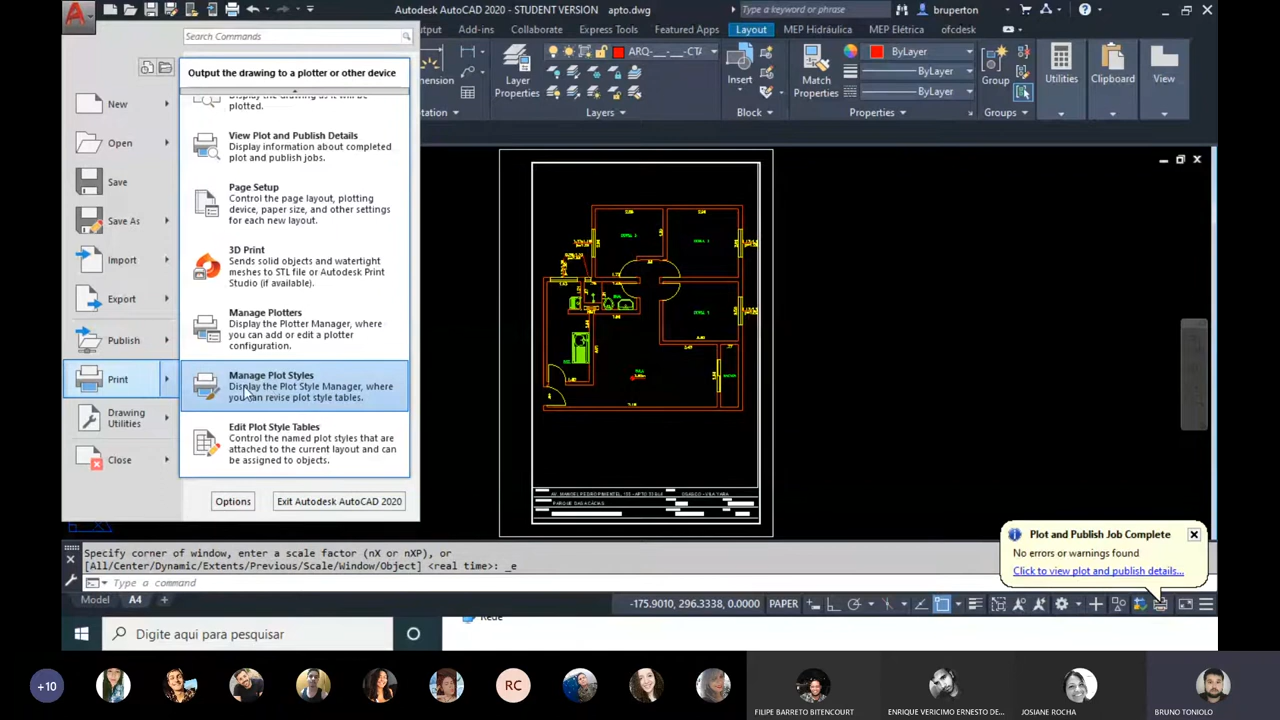 Autodesk AutoCAD 2020 - STUDENT VERSION apto.dwg
Type a keyword or phrase
bruperton
Search Commands
Output the drawing to a plotter or other device
plotted.
View Plot and Publish Details
Display information about completed
plot and publish jobs.
Page Setup
Control the page layout, plotting
device, paper size, and other settings
for each new layout.
3D Print
Sends solid objects and watertight
meshes to STL file or Autodesk Print
Studio (if available).
Manage Plotters
Display the Plotter Manager, where
you can add or edit a plotter
configuration.
Manage Plot Styles
Display the Plot Style Manager, where
you can revise plot style tables.
Edit Plot Style Tables
Control the named plot styles that are
attached to the current layout and can
be assigned to objects.
New
Open
Save
Save As
Import
Export
Publish
Print
Drawing
Utilities
Close
Options
Exit Autodesk AutoCAD 2020
Add-ins
Collaborate
Express Tools
Layout
MEP Hidráulica
MEP Elétrica
ofcdesk
Layer
Properties
Layers
Insert
Block
Match
Properties
ByLayer
ByLayer
ByLayer
Properties
Group
Groups
Utilities
Clipboard
View
Specify corner of window, enter a scale factor (nX or nXP), or
[All/Center/Dynamic/Extents/Previous/Scale/Window/Object] <real time>: _e
Type a command
Model
A4
-175.9010, 296.3338, 0.0000
PAPER
Plot and Publish Job Complete
No errors or warnings found
Click to view plot and publish details...
Digite aqui para pesquisar
Rede
+10
RC
FILIPE BARRETO BITENCOURT
ENRIQUE VERICIMO ERNESTO DE...
JOSIANE ROCHA
BRUNO TONIOLO